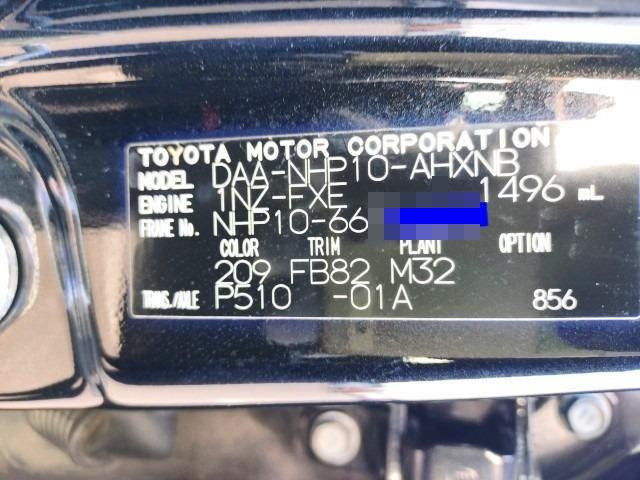 TOYOTA MOTOR CORPORATION
MODEL DAA-NHP10-AHXNB
ENGINE 1NZ-FXE 1496 mL
FRAME No. NHP10-66
COLOR TRIM PLANT OPTION
209 FB82 M32
TRANS./AXLE P510 -01A 856